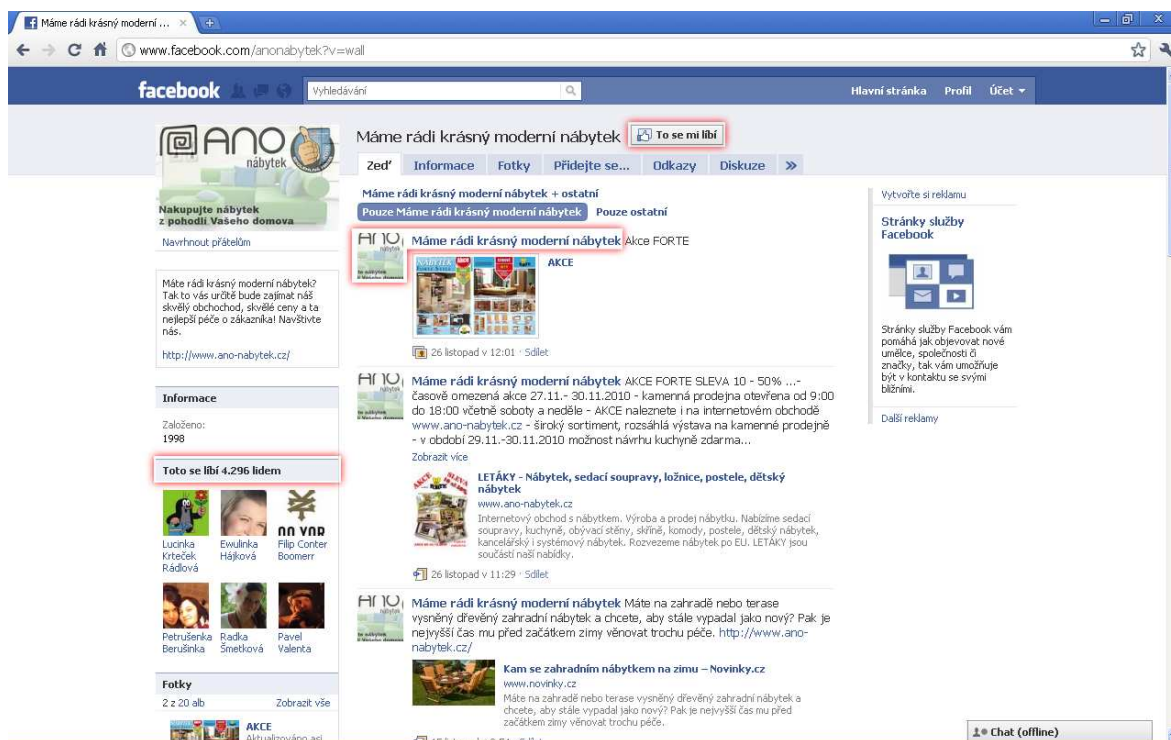 Máme rádi krásný moderní ...
www.facebook.com/anonabytek?v=wall
facebook
Vyhledávání
Hlavní stránka Profil Účet
ANO
nábytek
Nakupujte nábytek
z pohodlí Vašeho domova
Navrhnout přátelům
Máte rádi krásný moderní nábytek?
Tak to vás určitě bude zajímat náš
skvělý obchochod, skvělé ceny a ta
nejlepší péče o zákazníka! Navštivte
nás.
http://www.ano-nabytek.cz/
Informace
Založeno:
1998
Toto se líbí 4.296 lidem
Lucinka
Krteček
Rádlová
Ewulinka
Hájková
Filip Conter
Boomerr
Petrušenka
Berušinka
Radka
Šmetková
Pavel
Valenta
Fotky
2 z 20 alb Zobrazit vše
AKCE
Aktualizováno asi
Máme rádi krásný moderní nábytek To se mi líbí
Zeď Informace Fotky Přidejte se... Odkazy Diskuze »
Máme rádi krásný moderní nábytek + ostatní
Pouze Máme rádi krásný moderní nábytek Pouze ostatní
Máme rádi krásný moderní nábytek Akce FORTE
AKCE
26 listopad v 12:01 · Sdílet
Máme rádi krásný moderní nábytek AKCE FORTE SLEVA 10 - 50% ...-
časově omezená akce 27.11.- 30.11.2010 - kamenná prodejna otevřena od 9:00
do 18:00 včetně soboty a neděle - AKCE naleznete i na internetovém obchodě
www.ano-nabytek.cz - široký sortiment, rozsáhlá výstava na kamenné prodejně
- v období 29.11.-30.11.2010 možnost návrhu kuchyně zdarma...
Zobrazit více
LETÁKY - Nábytek, sedací soupravy, ložnice, postele, dětský
nábytek
www.ano-nabytek.cz
Internetový obchod s nábytkem. Výroba a prodej nábytku. Nabízíme sedací
soupravy, kuchyně, obývací stěny, skříně, komody, postele, dětský nábytek,
kancelářský i systémový nábytek. Rozvezeme nábytek po EU. LETÁKY jsou
součástí naší nabídky.
26 listopad v 11:29 · Sdílet
Máme rádi krásný moderní nábytek Máte na zahradě nebo terase
vysněný dřevěný zahradní nábytek a chcete, aby stále vypadal jako nový? Pak je
nejvyšší čas mu před začátkem zimy věnovat trochu péče. http://www.ano-
nabytek.cz/
Kam se zahradním nábytkem na zimu – Novinky.cz
www.novinky.cz
Máte na zahradě nebo terase vysněný dřevěný zahradní nábytek a
chcete, aby stále vypadal jako nový? Pak je nejvyšší čas mu před
začátkem zimy věnovat trochu péče.
Vytvořte si reklamu
Stránky služby
Facebook
Stránky služby Facebook vám
pomáhá jak objevovat nové
umělce, společnosti či
značky, tak vám umožňuje
být v kontaktu se svými
bližními.
Další reklamy
Chat (offline)